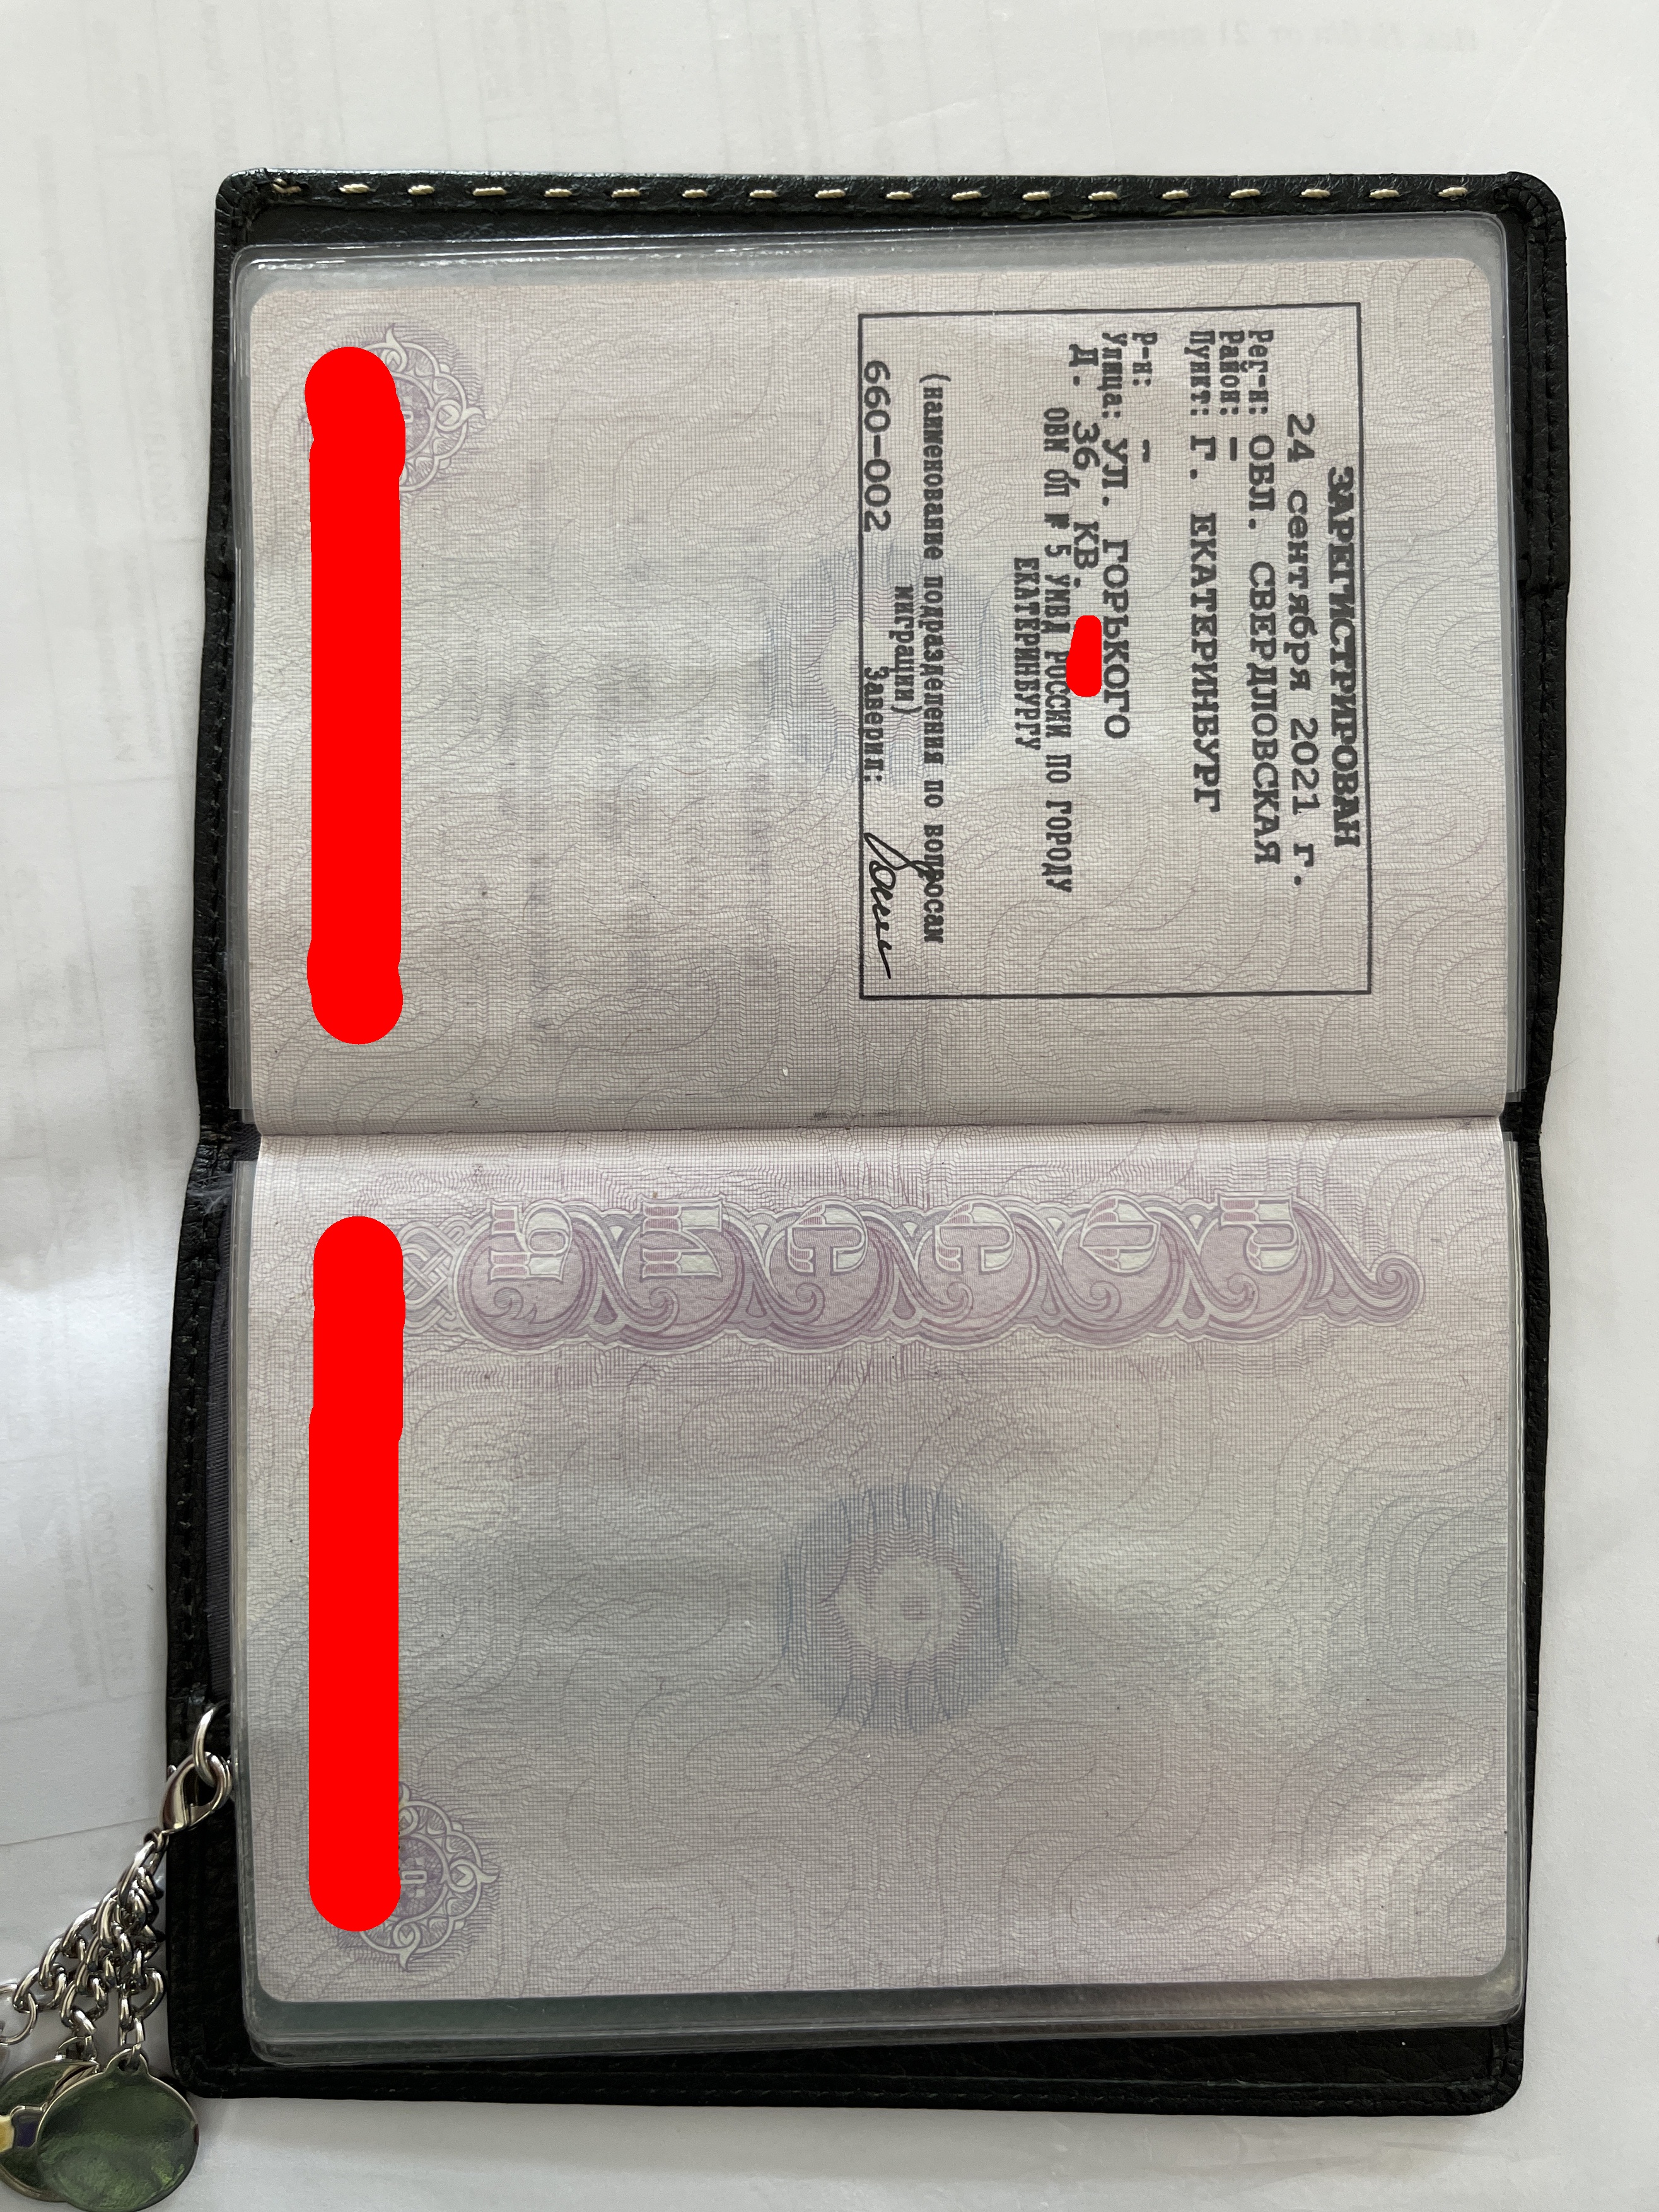 ЗАРЕГИСТРИРОВАН
24 сентября 2021 г.
Рег-н: ОБЛ. СВЕРДЛОВСКАЯ
Район: –
Пункт: Г. ЕКАТЕРИНБУРГ
Р-н: –
Улица: УЛ. ГОРЬКОГО
Д. 36, КВ.
ОВМ ОП № 5 УМВД РОССИИ ПО ГОРОДУ
ЕКАТЕРИНБУРГУ
(наименование подразделения по вопросам
миграции)
660-002 Заверил: